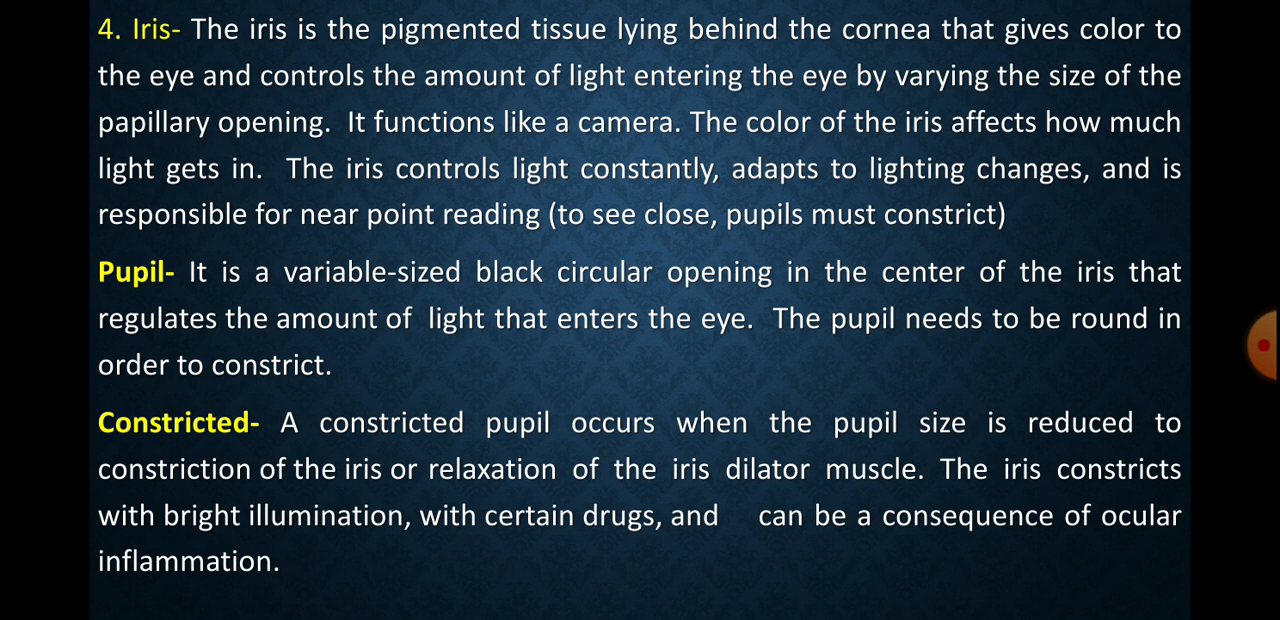 4. Iris- The iris is the pigmented tissue lying behind the cornea that gives color to
the eye and controls the amount of light entering the eye by varying the size of the
papillary opening. It functions like a camera. The color of the iris affects how much
light gets in. The iris controls light constantly, adapts to lighting changes, and is
responsible for near point reading (to see close, pupils must constrict)
Pupil- It is a variable-sized black circular opening in the center of the iris that
regulates the amount of light that enters the eye. The pupil needs to be round in
order to constrict.
Constricted- A constricted pupil occurs when the pupil size is reduced to
constriction of the iris or relaxation of the iris dilator muscle. The iris constricts
with bright illumination, with certain drugs, and can be a consequence of ocular
inflammation.